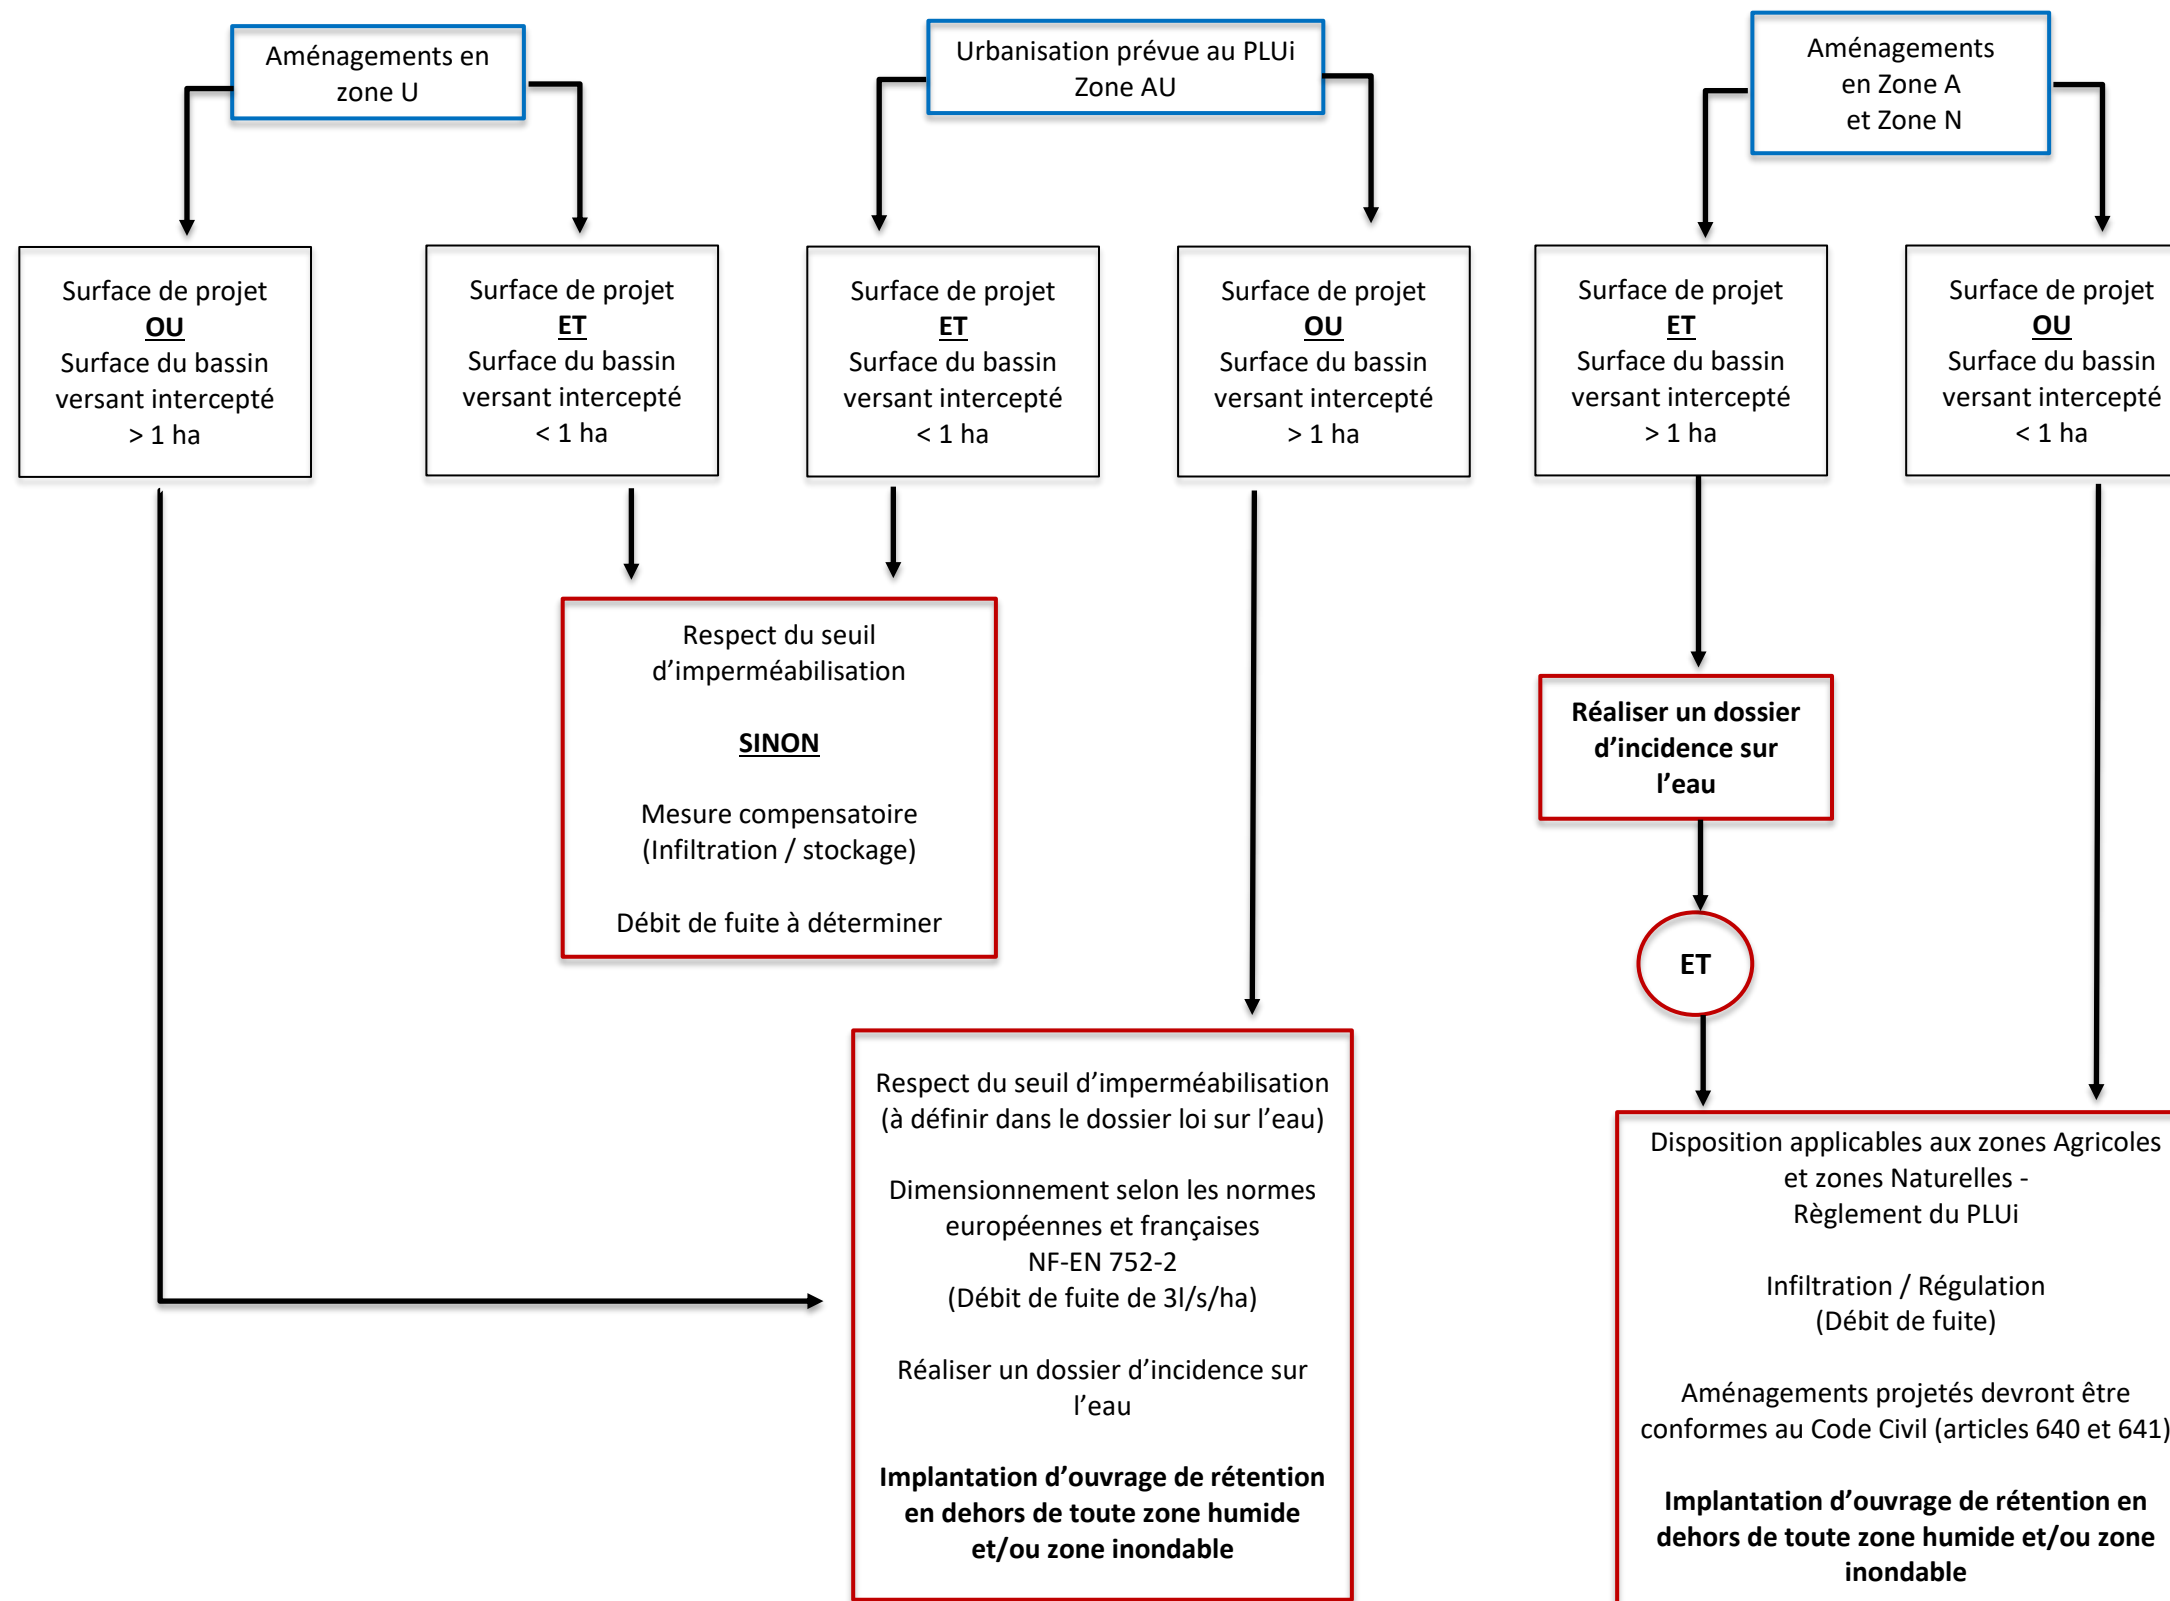 Aménagements en
zone U
Urbanisation prévue au PLUi
Zone AU
Aménagements
en Zone A
et Zone N
Surface de projet
OU
Surface du bassin
versant intercepté
> 1 ha
Surface de projet
ET
Surface du bassin
versant intercepté
< 1 ha
Surface de projet
ET
Surface du bassin
versant intercepté
< 1 ha
Surface de projet
OU
Surface du bassin
versant intercepté
> 1 ha
Surface de projet
ET
Surface du bassin
versant intercepté
> 1 ha
Surface de projet
OU
Surface du bassin
versant intercepté
< 1 ha
Respect du seuil
d’imperméabilisation
SINON
Mesure compensatoire
(Infiltration / stockage)
Débit de fuite à déterminer
Réaliser un dossier
d’incidence sur
l’eau
ET
Respect du seuil d’imperméabilisation
(à définir dans le dossier loi sur l’eau)
Dimensionnement selon les normes
européennes et françaises
NF-EN 752-2
(Débit de fuite de 3l/s/ha)
Réaliser un dossier d’incidence sur
l’eau
Implantation d’ouvrage de rétention
en dehors de toute zone humide
et/ou zone inondable
Disposition applicables aux zones Agricoles
et zones Naturelles -
Règlement du PLUi
Infiltration / Régulation
(Débit de fuite)
Aménagements projetés devront être
conformes au Code Civil (articles 640 et 641)
Implantation d’ouvrage de rétention en
dehors de toute zone humide et/ou zone
inondable